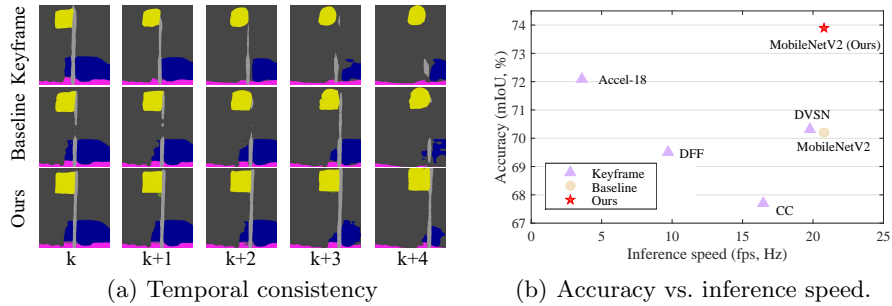 Keyframe
Baseline
Ours
k
k+1
k+2
k+3
k+4
(a) Temporal consistency
Accuracy (mIoU, %)
74
73
72
71
70
69
68
67
MobileNetV2 (Ours)
Accel-18
DVSN
MobileNetV2
DFF
CC
Keyframe
Baseline
Ours
0
5
10
15
20
25
Inference speed (fps, Hz)
(b) Accuracy vs. inference speed.